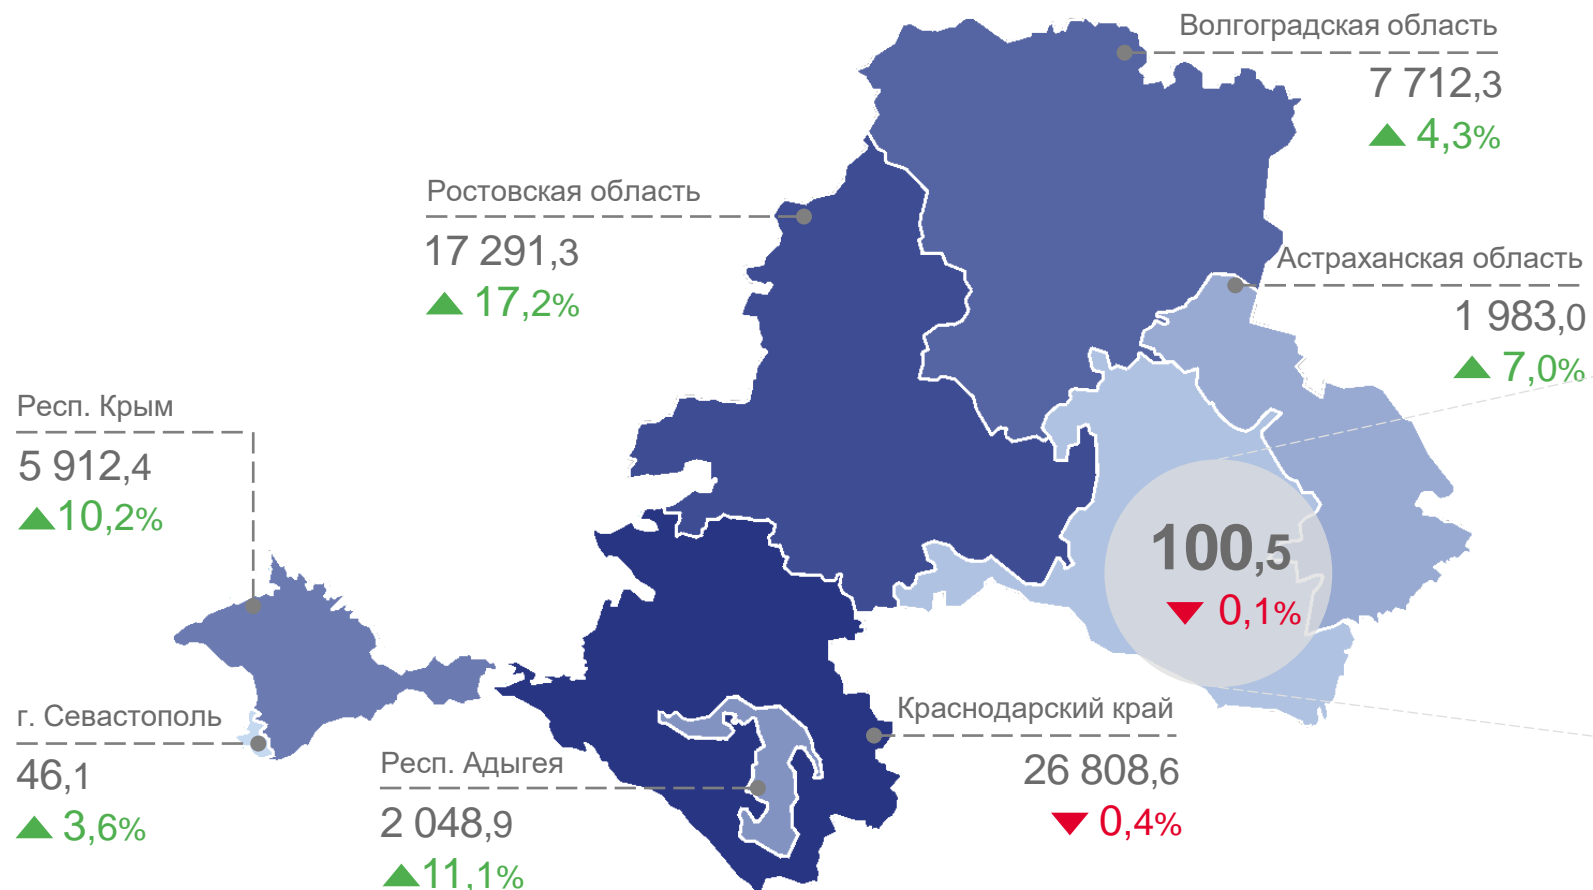 Волгоградская область
7 712,3
4,3%
Ростовская область
17 291,3
17,2%
Астраханская область
1 983,0
7,0%
Респ. Крым
5 912,4
10,2%
100,5
0,1%
г. Севастополь
46,1
3,6%
Респ. Адыгея
2 048,9
11,1%
Краснодарский край
26 808,6
0,4%